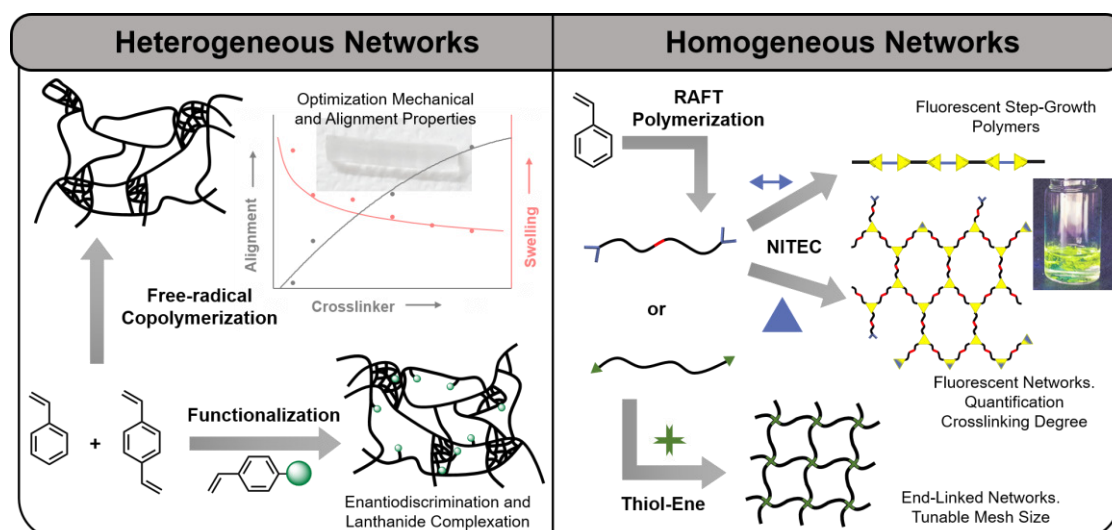 Heterogeneous Networks
Optimization Mechanical
and Alignment Properties
Alignment
Swelling
Crosslinker
Free-radical
Copolymerization
+
Functionalization
Enantiodiscrimination and
Lanthanide Complexation
Homogeneous Networks
RAFT
Polymerization
Fluorescent Step-Growth
Polymers
NITEC
or
Fluorescent Networks.
Quantification
Crosslinking Degree
Thiol-Ene
End-Linked Networks.
Tunable Mesh Size